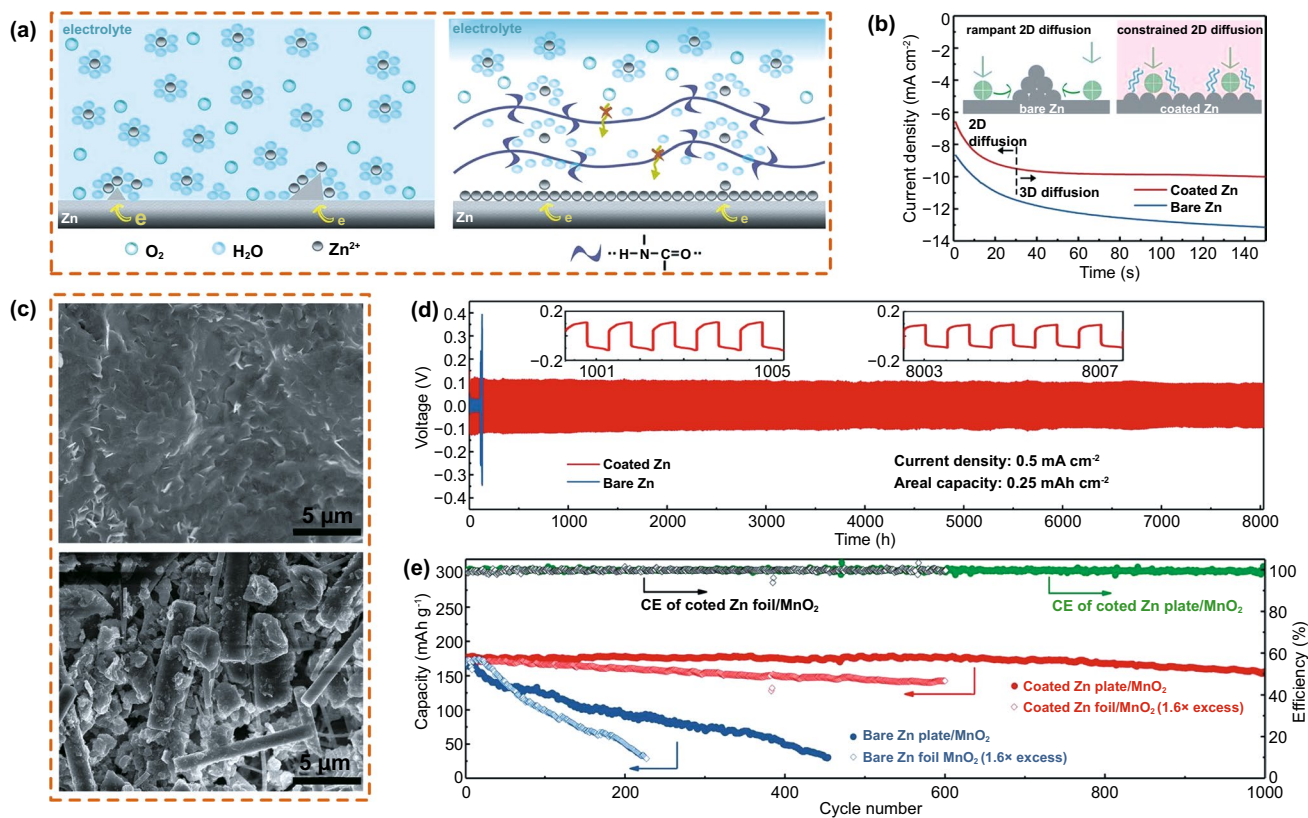 (a)
electrolyte
electrolyte
Zn
e
e
Zn
e
e
O₂
H₂O
Zn²⁺
··H–N–C=O··
(b)
Current density (mA cm⁻²)
0
−2
−4
−6
−8
−10
−12
−14
rampant 2D diffusion
constrained 2D diffusion
bare Zn
coated Zn
2D
diffusion
3D diffusion
Coated Zn
Bare Zn
0 20 40 60 80 100 120 140
Time (s)
(c)
5 µm
5 µm
(d)
Voltage (V)
0.4
0.3
0.2
0.1
0.0
−0.1
−0.2
−0.3
−0.4
0.2
−0.2
1001 1005
0.2
−0.2
8003 8007
Coated Zn
Bare Zn
Current density: 0.5 mA cm⁻²
Areal capacity: 0.25 mAh cm⁻²
0 1000 2000 3000 4000 5000 6000 7000 8000
Time (h)
(e)
Capacity (mAh g⁻¹)
300
250
200
150
100
50
0
CE of coted Zn foil/MnO₂
CE of coted Zn plate/MnO₂
Coated Zn plate/MnO₂
Coated Zn foil/MnO₂ (1.6× excess)
Bare Zn plate/MnO₂
Bare Zn foil MnO₂ (1.6× excess)
100
80
60
40
20
0
Efficiency (%)
0 200 400 600 800 1000
Cycle number